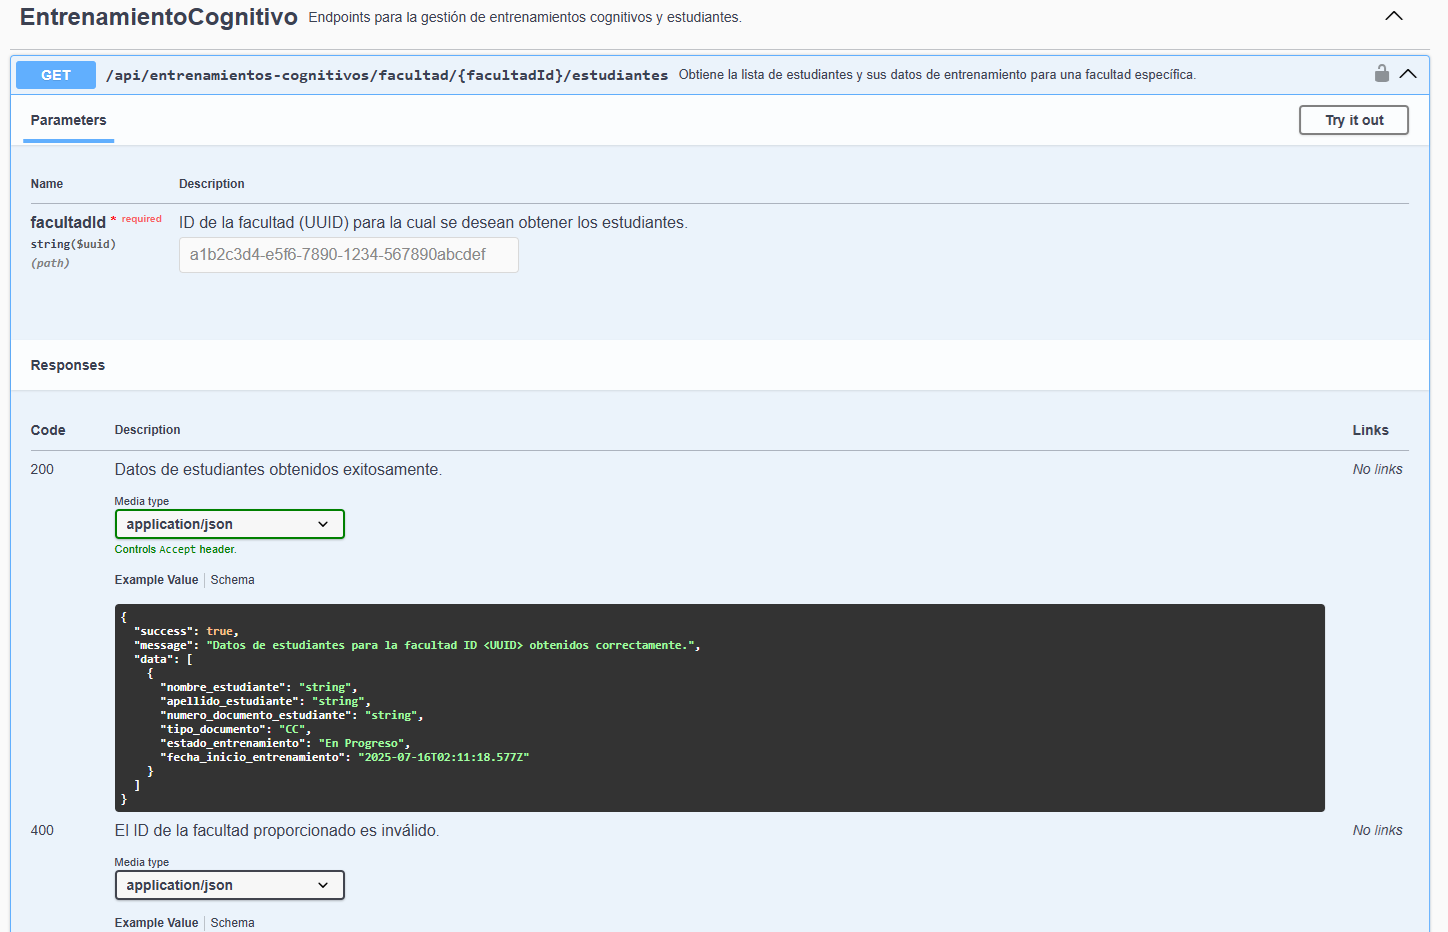 EntrenamientoCognitivo Endpoints para la gestión de entrenamientos cognitivos y estudiantes.
GET /api/entrenamientos-cognitivos/facultad/{facultadId}/estudiantes Obtiene la lista de estudiantes y sus datos de entrenamiento para una facultad específica.
Parameters Try it out
Name Description
facultadId * required ID de la facultad (UUID) para la cual se desean obtener los estudiantes.
string($uuid)
a1b2c3d4-e5f6-7890-1234-567890abcdef
(path)
Responses
Code Description Links
200 Datos de estudiantes obtenidos exitosamente. No links
Media type
application/json
Controls Accept header.
Example Value Schema
{
  "success": true,
  "message": "Datos de estudiantes para la facultad ID <UUID> obtenidos correctamente.",
  "data": [
    {
      "nombre_estudiante": "string",
      "apellido_estudiante": "string",
      "numero_documento_estudiante": "string",
      "tipo_documento": "CC",
      "estado_entrenamiento": "En Progreso",
      "fecha_inicio_entrenamiento": "2025-07-16T02:11:18.577Z"
    }
  ]
}
400 El ID de la facultad proporcionado es inválido. No links
Media type
application/json
Example Value Schema